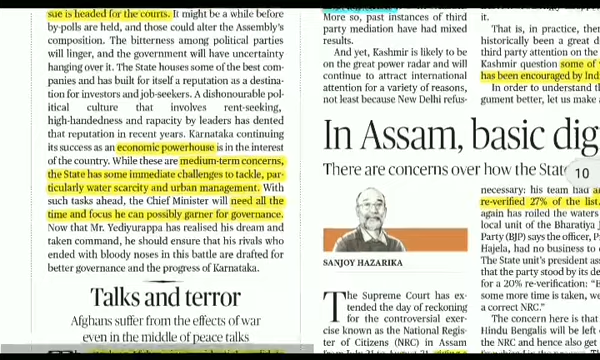 sue is headed for the courts. It might be a while before
by-polls are held, and those could alter the Assembly's
composition. The bitterness among political parties
will linger, and the government will have uncertainty
hanging over it. The State houses some of the best com-
panies and has built for itself a reputation as a destina-
tion for investors and job-seekers. A dishonourable pol-
itical culture that involves rent-seeking,
high-handedness and rapacity by leaders has dented
that reputation in recent years. Karnataka continuing
its success as an economic powerhouse is in the interest
of the country. While these are medium-term concerns,
the State has some immediate challenges to tackle, par-
ticularly water scarcity and urban management. With
such tasks ahead, the Chief Minister will need all the
time and focus he can possibly garner for governance.
Now that Mr. Yediyurappa has realised his dream and
taken command, he should ensure that his rivals who
ended with bloody noses in this battle are drafted for
better governance and the progress of Karnataka.
Talks and terror
Afghans suffer from the effects of war
even in the middle of peace talks
More so, past instances of third
party mediation have had mixed
results.
And yet, Kashmir is likely to be
on the great power radar and will
continue to attract international
attention for a variety of reasons,
not least because New Delhi refus-
it.
That is, in practice,
historically been a great d
third party attention on the
Kashmir question some of
has been encouraged by Ind
In order to understand
gument better, let us make
In Assam, basic dig
There are concerns over how the Stat
10
SANJOY HAZARIKA
The Supreme Court has ex-
tended the day of reckoning
for the controversial exer-
cise known as the National Regis-
ter of Citizens (NRC) in Assam
necessary: his team had
re-verified 27% of the list.
again has roiled the waters
local unit of the Bharatiya J
Party (BJP) says the officer, P
Hajela, had no business to
The State unit's president ass
that the party stood by its de
for a 20% re-verification: "
some more time is taken, we
a correct NRC."
The concern here is that
Hindu Bengalis will be left
the NRC and hence also get